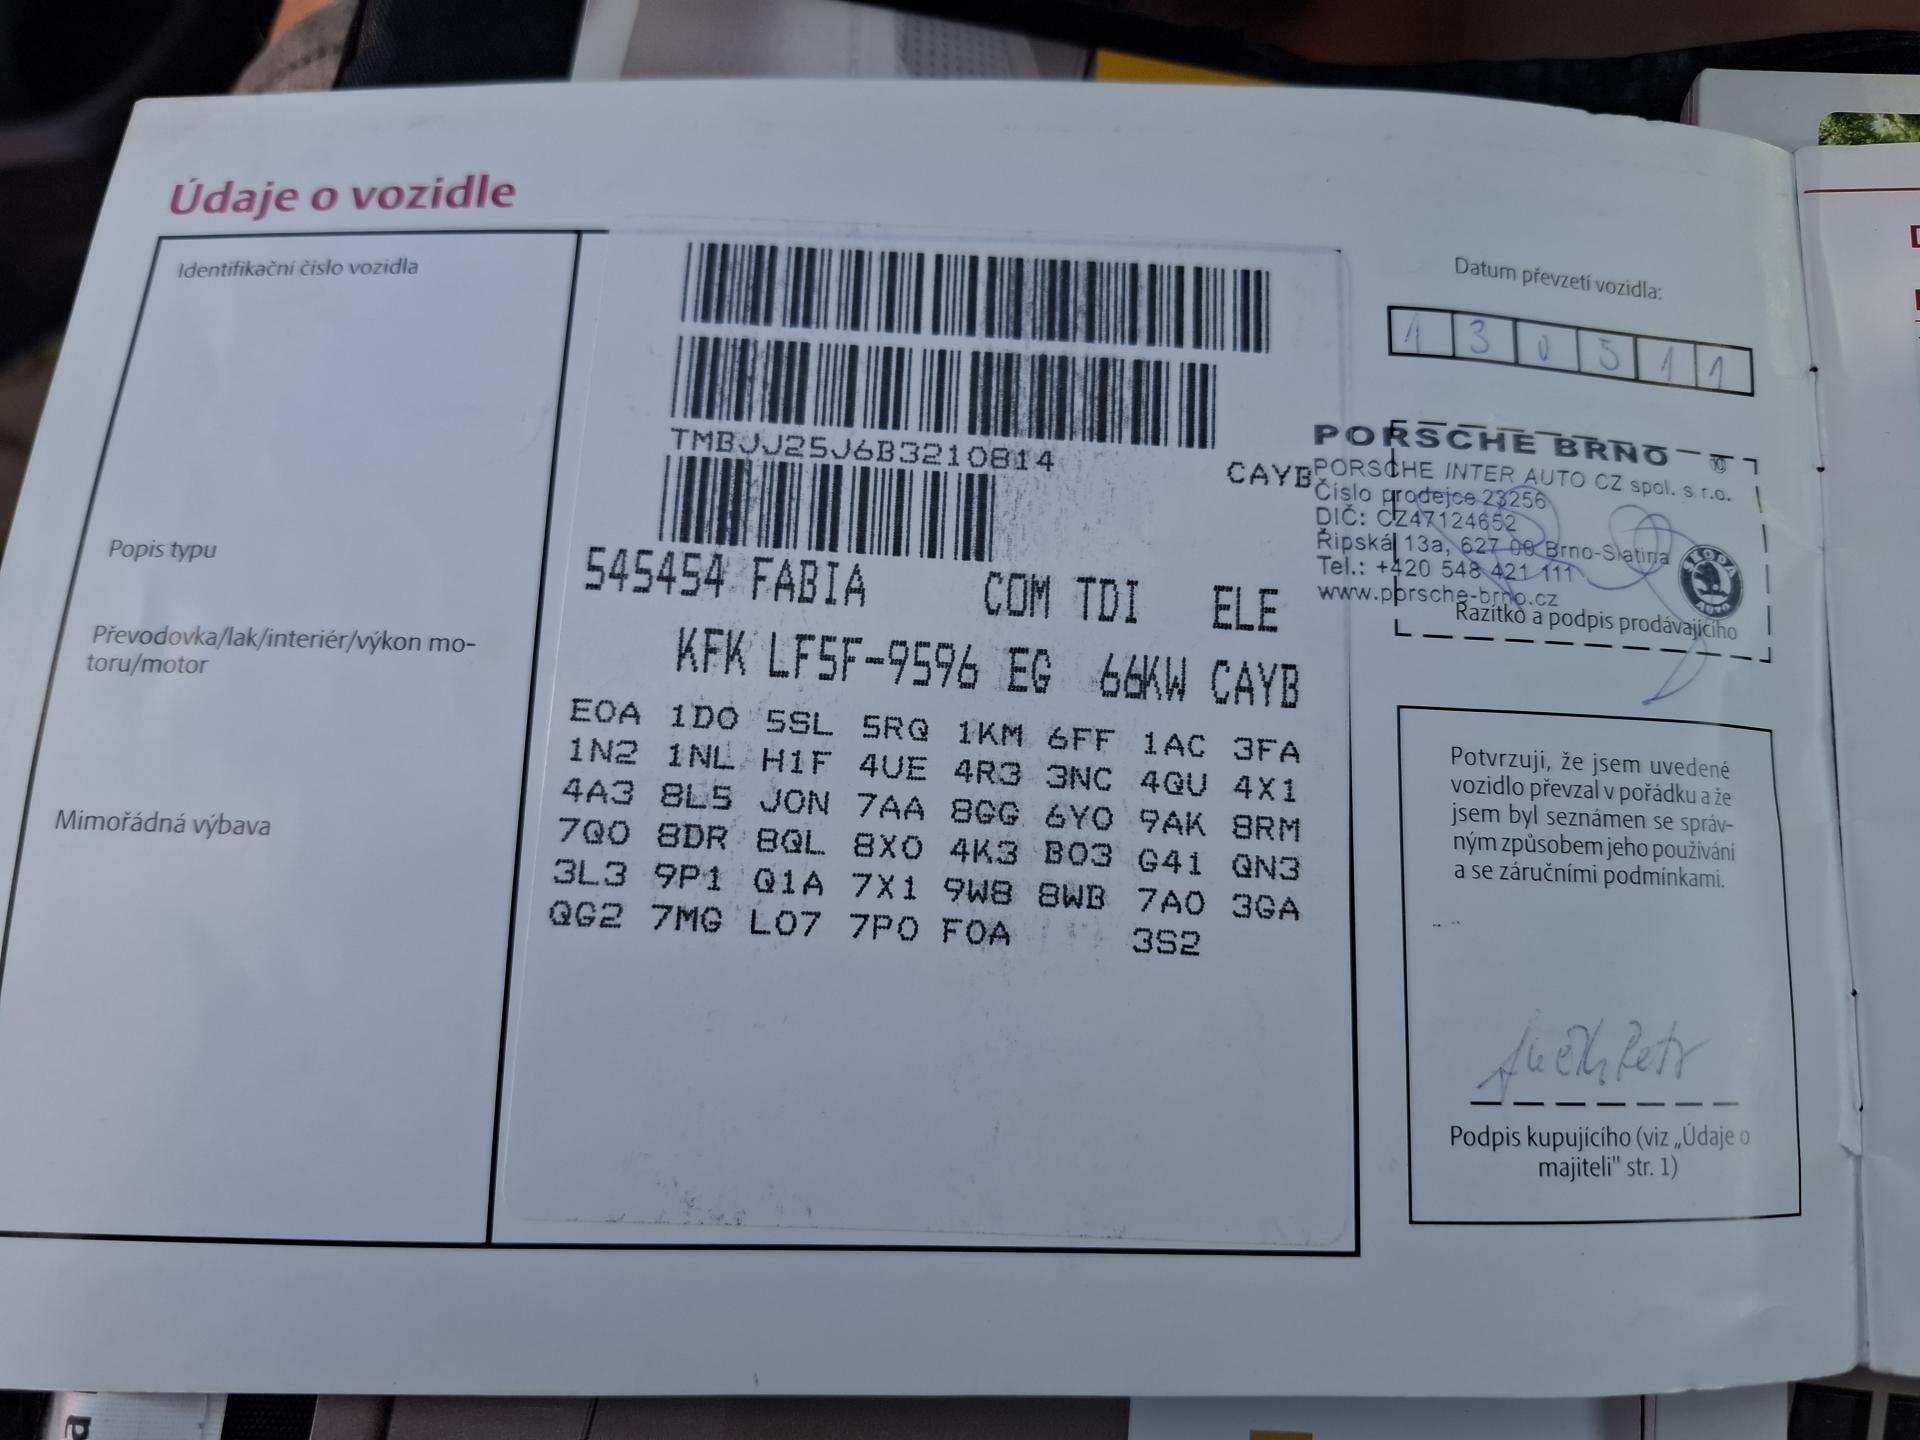 Údaje o vozidle
Identifikační číslo vozidla
TMBJJ25J6B3210814
CAYB
Popis typu
545454 FABIA COM TDI ELE
Převodovka/lak/interiér/výkon mo-
toru/motor
KFK LF5F-9596 EG 66KW CAYB
Mimořádná výbava
E0A 1D0 5SL 5RQ 1KM 6FF 1AC 3FA
1N2 1NL H1F 4UE 4R3 3NC 4QU 4X1
4A3 8L5 J0N 7AA 8GG 6Y0 9AK 8RM
7Q0 8DR 8QL 8X0 4K3 B03 G41 QN3
3L3 9P1 Q1A 7X1 9W8 8WB 7A0 3GA
QG2 7MG L07 7P0 F0A 3S2
Datum převzetí vozidla:
1 3 0 5 1 1
PORSCHE BRNO
10
PORSCHE INTER AUTO CZ spol. s r.o.
Číslo prodejce 23256
DIČ: CZ47124652
Řipská 13a, 627 00 Brno-Slatina
Tel.: +420 548 421 111
www.porsche-brno.cz
ŠKODA
AUTO
Razítko a podpis prodávajícího
Potvrzuji, že jsem uvedené
vozidlo převzal v pořádku a že
jsem byl seznámen se správ-
ným způsobem jeho používání
a se záručními podmínkami.
Podpis kupujícího (viz „Údaje o
majiteli" str. 1)